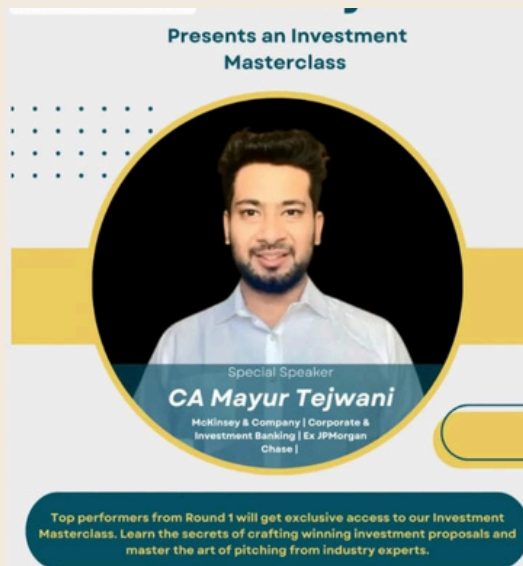 Presents an Investment
Masterclass
Special Speaker
CA Mayur Tejwani
McKinsey & Company | Corporate &
Investment Banking | Ex JPMorgan
Chase |
Top performers from Round 1 will get exclusive access to our Investment
Masterclass. Learn the secrets of crafting winning investment proposals and
master the art of pitching from industry experts.